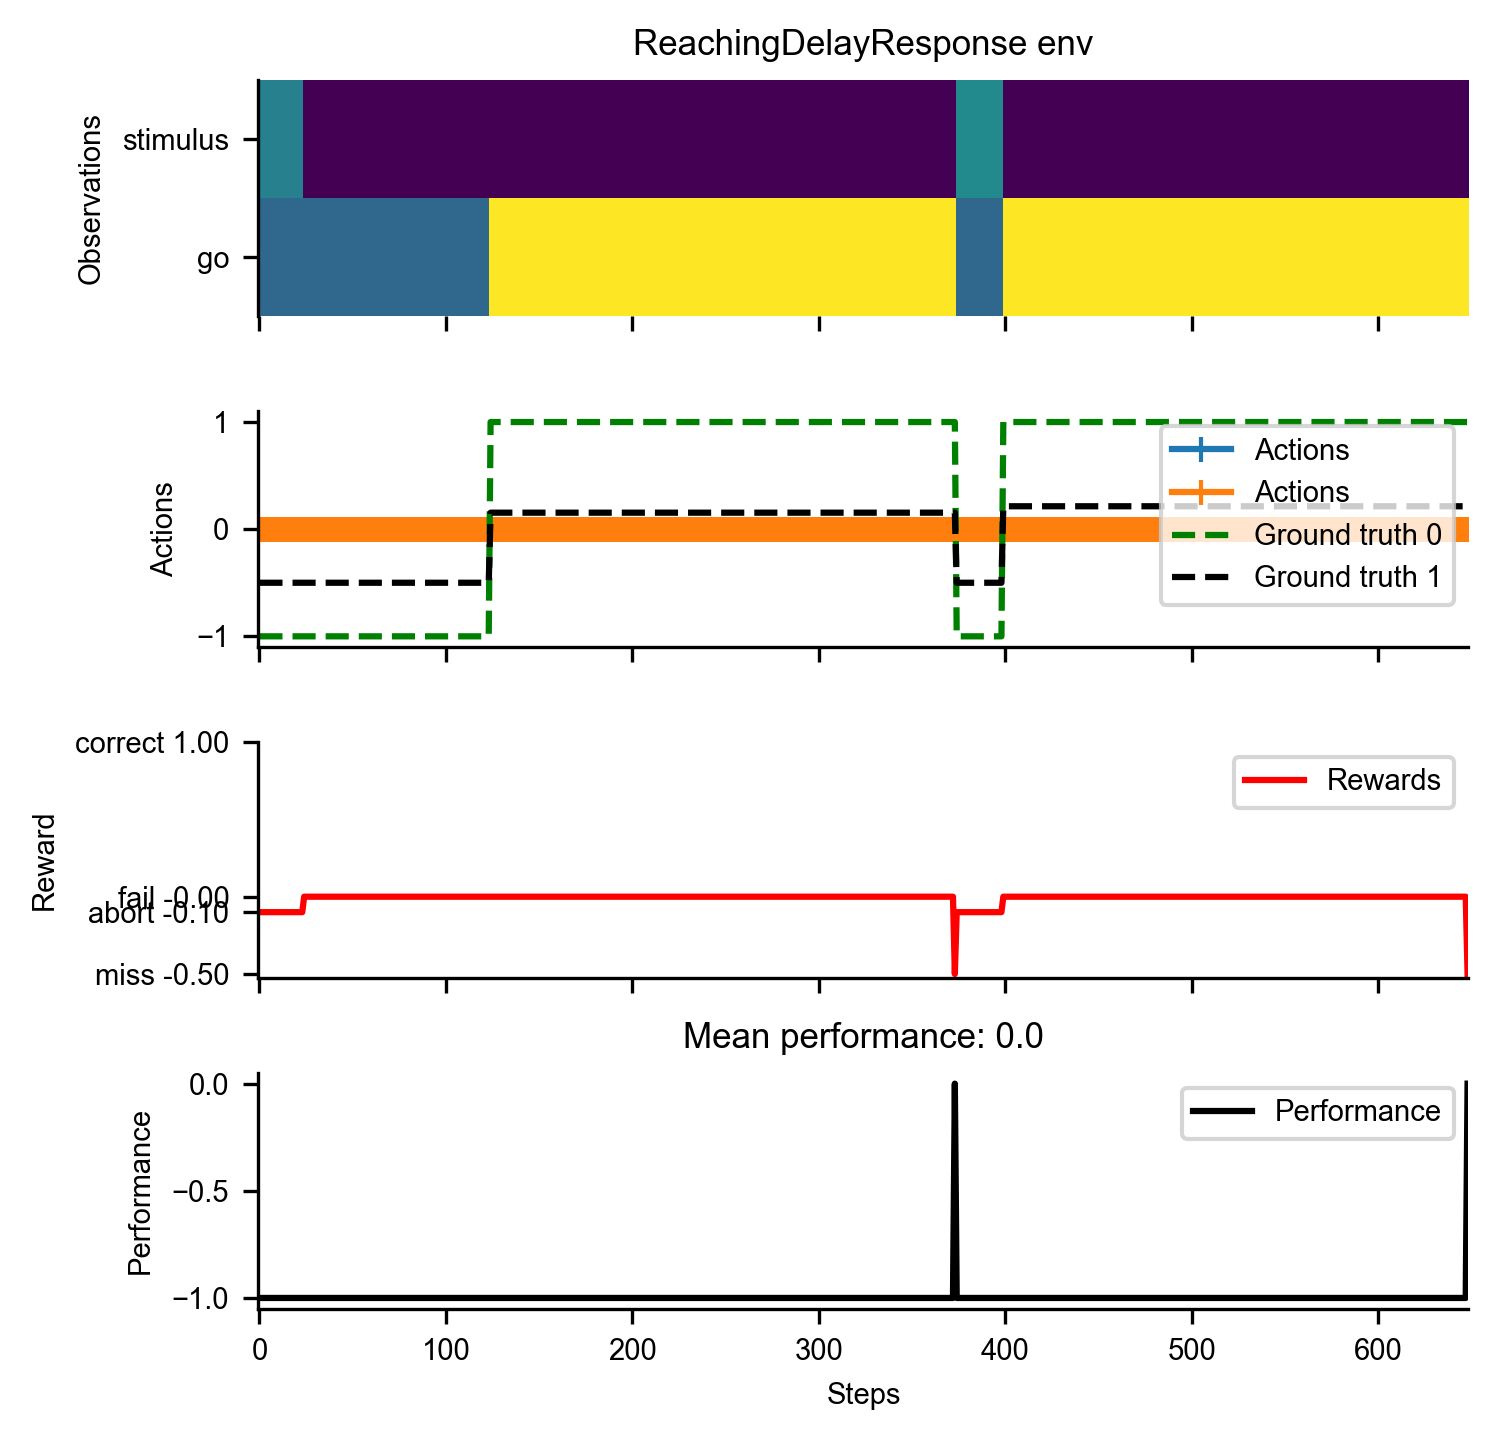 ReachingDelayResponse env
Observations
stimulus
go
Actions
1
0
−1
Actions
Actions
Ground truth 0
Ground truth 1
Reward
correct 1.00
fail -0.00
abort -0.10
miss -0.50
Rewards
Mean performance: 0.0
Performance
0.0
−0.5
−1.0
Performance
0 100 200 300 400 500 600
Steps